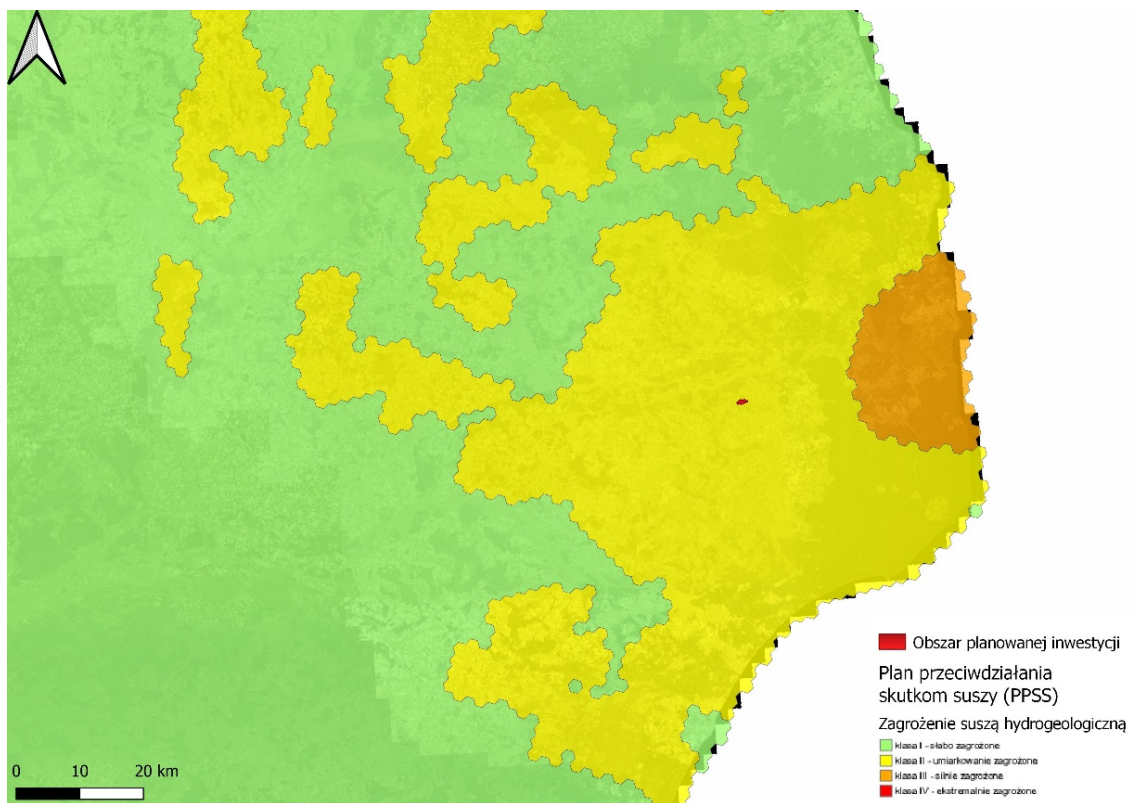 Obszar planowanej inwestycji
Plan przeciwdziałania
skutkom suszy (PPSS)
Zagrożenie suszą hydrogeologiczną
klasa I - słabo zagrożone
klasa II - umiarkowanie zagrożone
klasa III - silnie zagrożone
klasa IV - ekstremalnie zagrożone
0 10 20 km